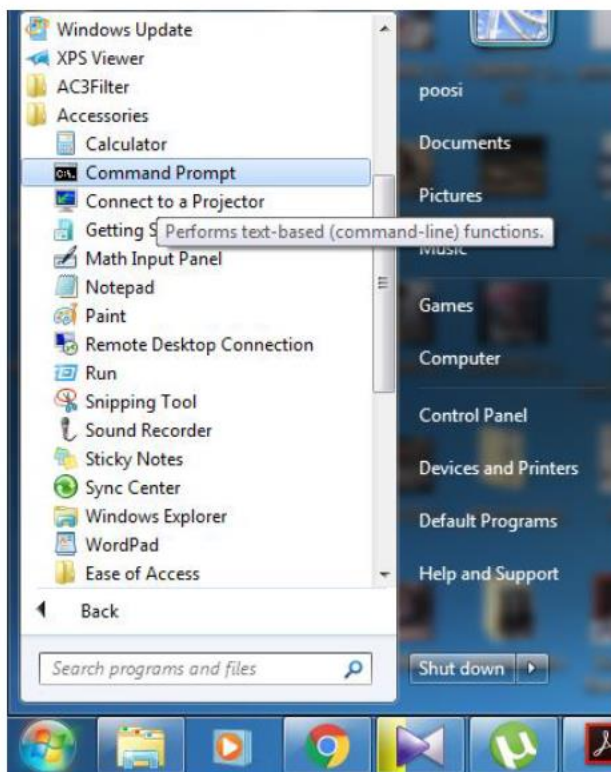 Windows Update
XPS Viewer
AC3Filter
Accessories
Calculator
Command Prompt
Connect to a Projector
Getting S
Performs text-based (command-line) functions.
Math Input Panel
Notepad
Paint
Remote Desktop Connection
Run
Snipping Tool
Sound Recorder
Sticky Notes
Sync Center
Windows Explorer
WordPad
Ease of Access
Back
Search programs and files
poosi
Documents
Pictures
Music
Games
Computer
Control Panel
Devices and Printers
Default Programs
Help and Support
Shut down